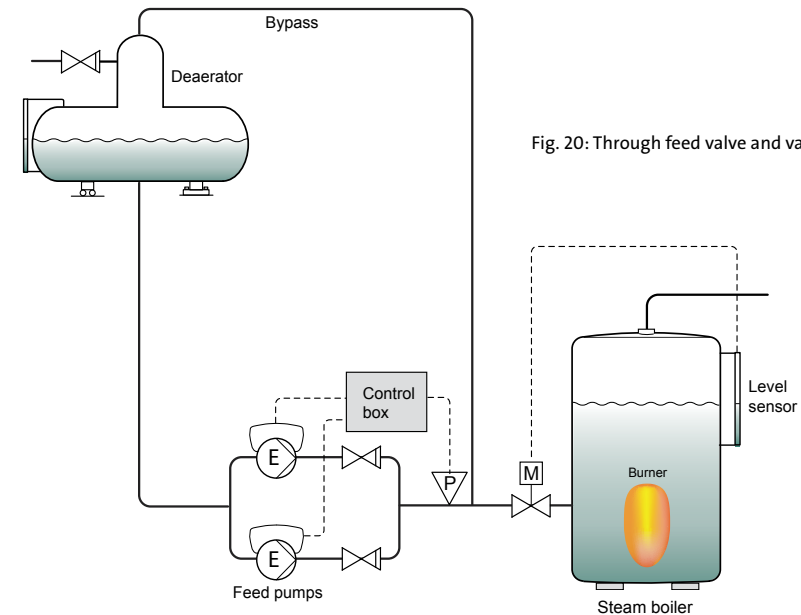 Bypass
Deaerator
Fig. 20: Through feed valve and va
Control
box
P
Level
sensor
E
M
Burner
E
Feed pumps
Steam boiler